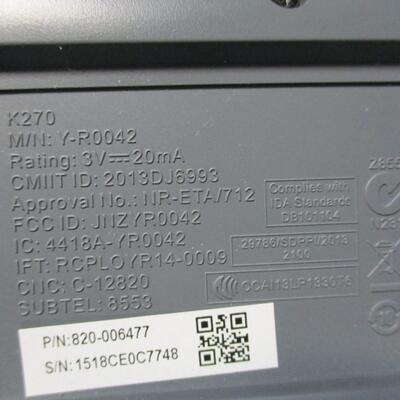 K270
M/N: Y-R0042
Rating: 3V⎓20mA
CMIIT ID: 2013DJ6993
Approval No.: NR-ETA/712
FCC ID: JNZYR0042
IC: 4418A-YR0042
IFT: RCPLOYR14-0009
CNC: C-12820
SUBTEL: 8553
Complies with
IDA Standards
DB101104
29786/SDPPI/2013
2100
CCAI13LP1330T6
P/N:820-006477
S/N:1518CE0C7748